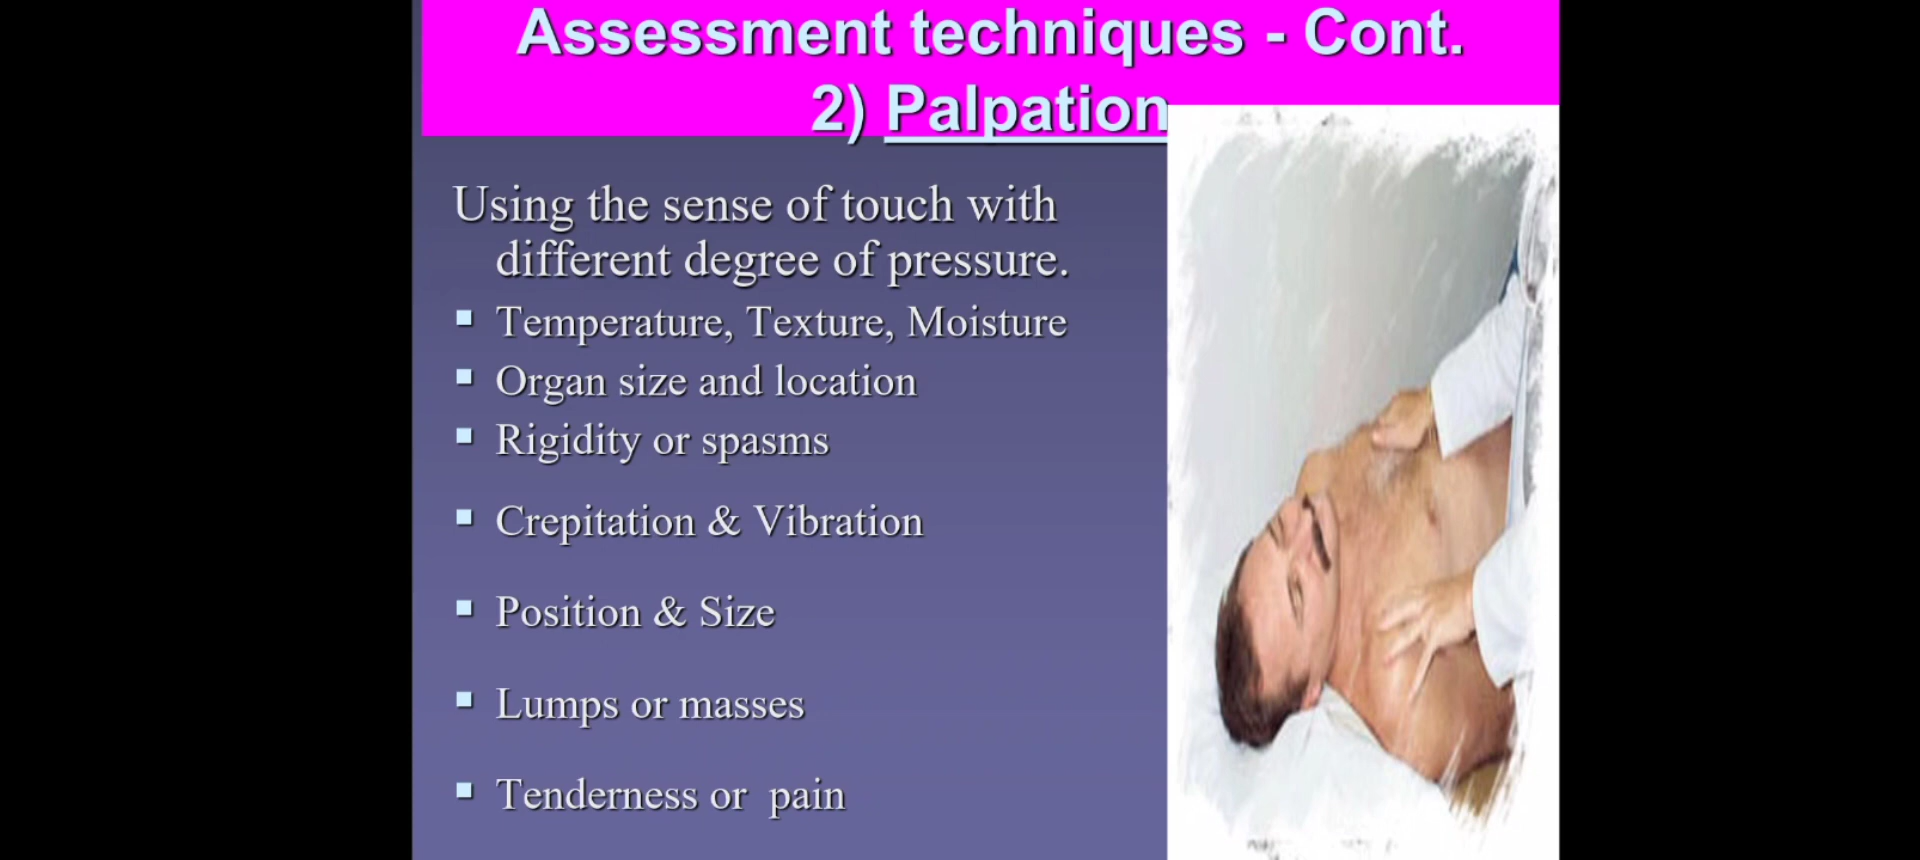 Assessment techniques - Cont.
2) Palpation
Using the sense of touch with
different degree of pressure.
Temperature, Texture, Moisture
Organ size and location
Rigidity or spasms
Crepitation & Vibration
Position & Size
Lumps or masses
Tenderness or pain